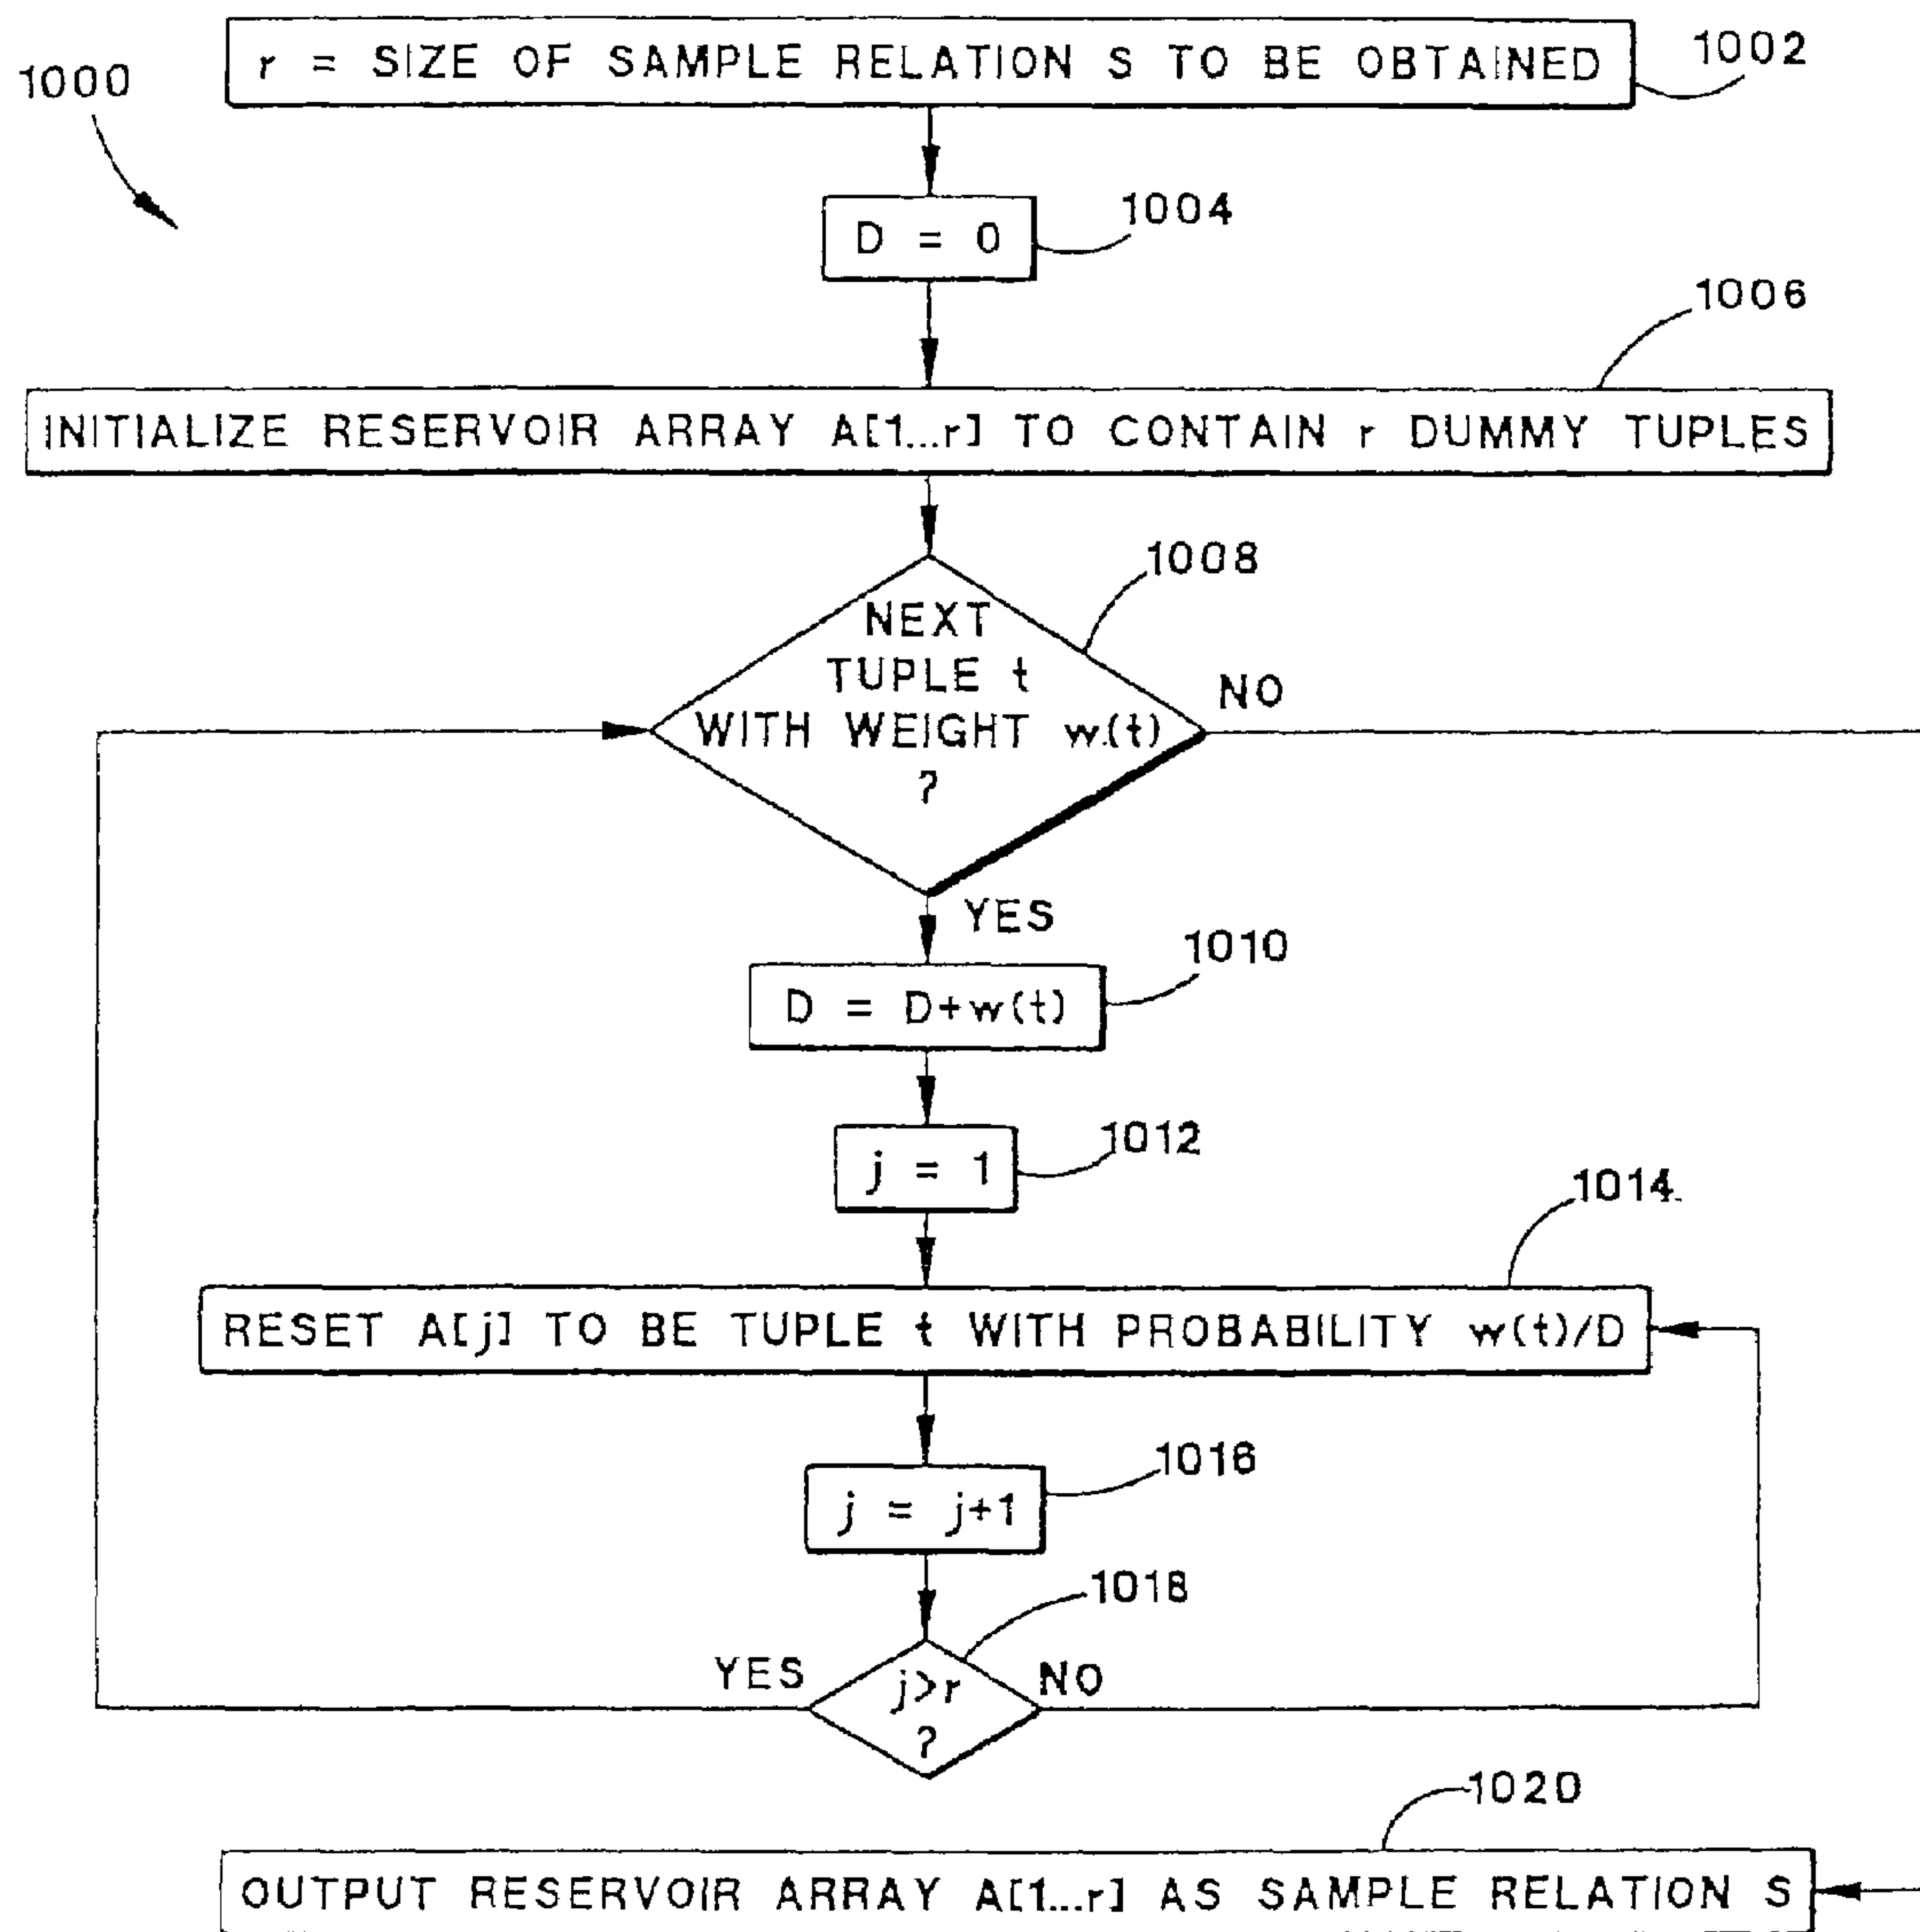 r = SIZE OF SAMPLE RELATION S TO BE OBTAINED
1002
1000
D = 0
1004
1006
INITIALIZE RESERVOIR ARRAY A[1...r] TO CONTAIN r DUMMY TUPLES
1008
NEXT
TUPLE t
WITH WEIGHT w.(t)
?
NO
YES
1010
D = D+w(t)
1012
j = 1
1014
RESET A[j] TO BE TUPLE t WITH PROBABILITY w(t)/D
1016
j = j+1
1018
YES
j>r
?
NO
1020
OUTPUT RESERVOIR ARRAY A[1...r] AS SAMPLE RELATION S